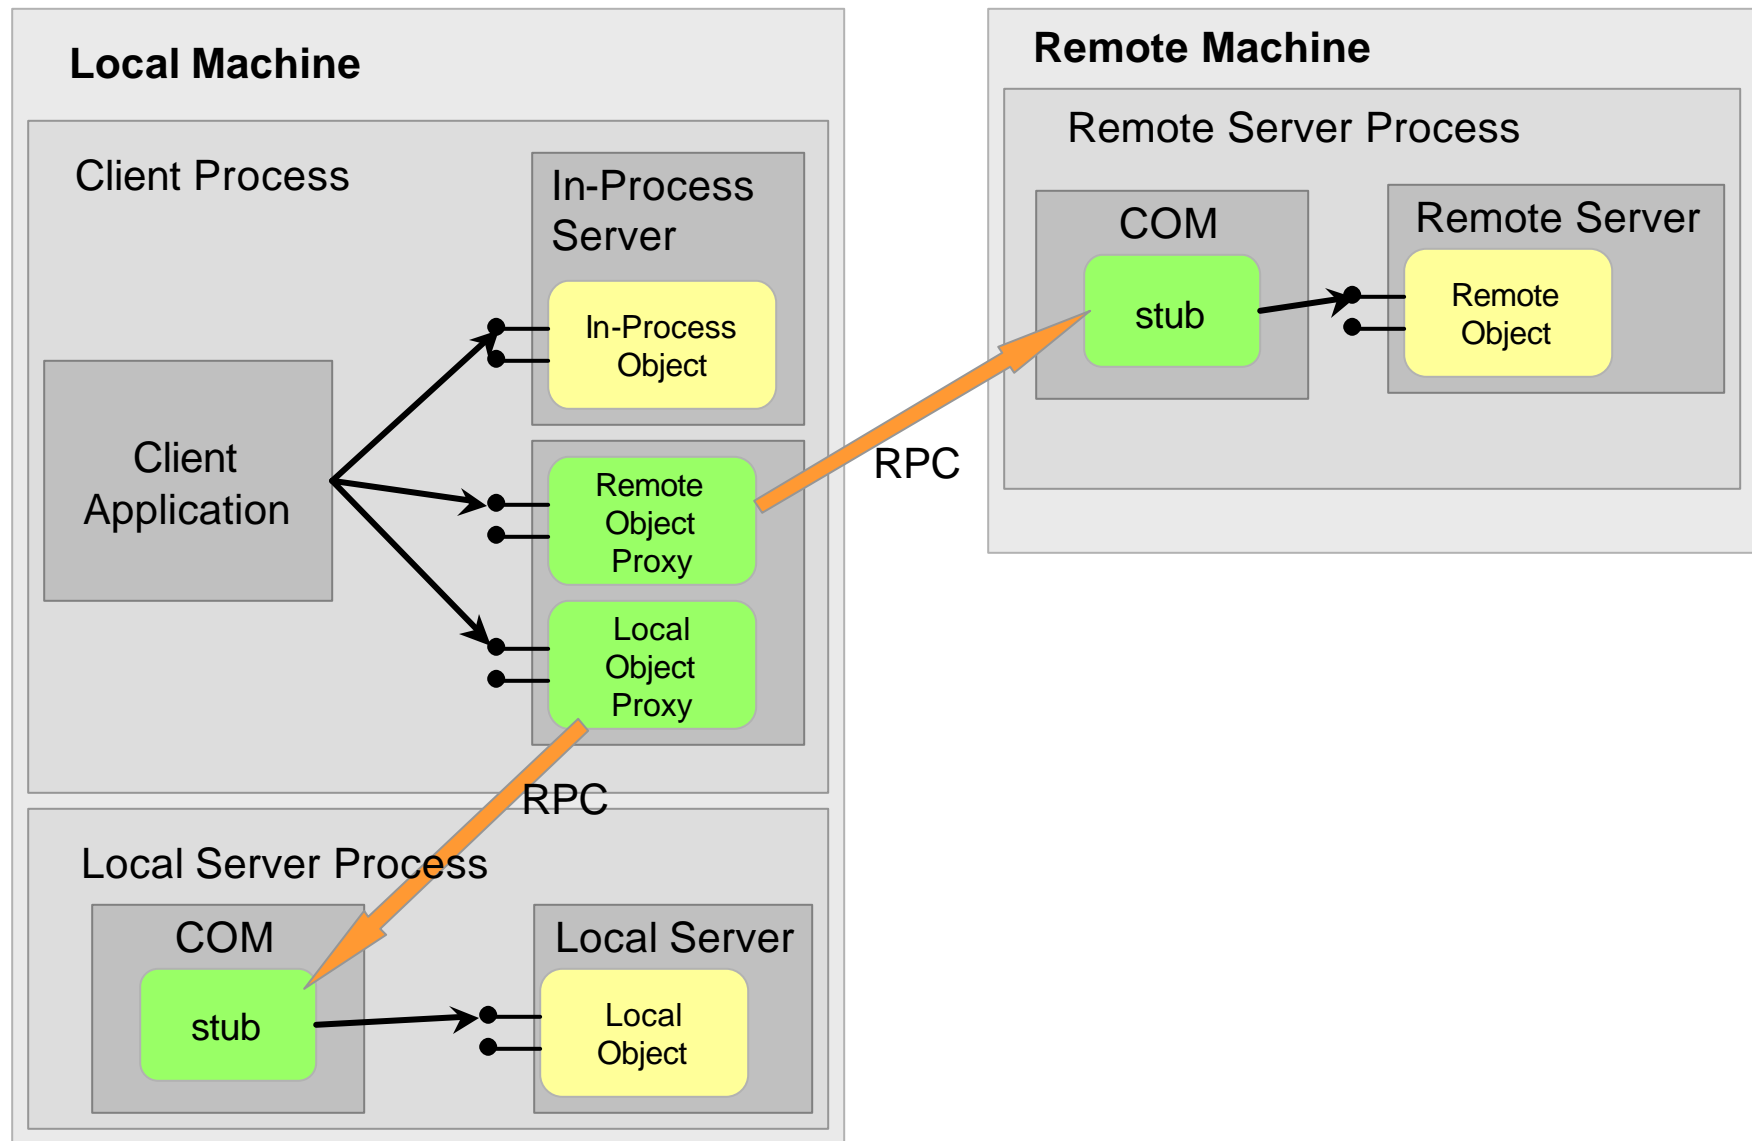 Local Machine
Client Process
In-Process
Server
In-Process
Object
Client
Application
Remote
Object
Proxy
Local
Object
Proxy
RPC
Local Server Process
COM
stub
Local Server
Local
Object
RPC
Remote Machine
Remote Server Process
COM
stub
Remote Server
Remote
Object